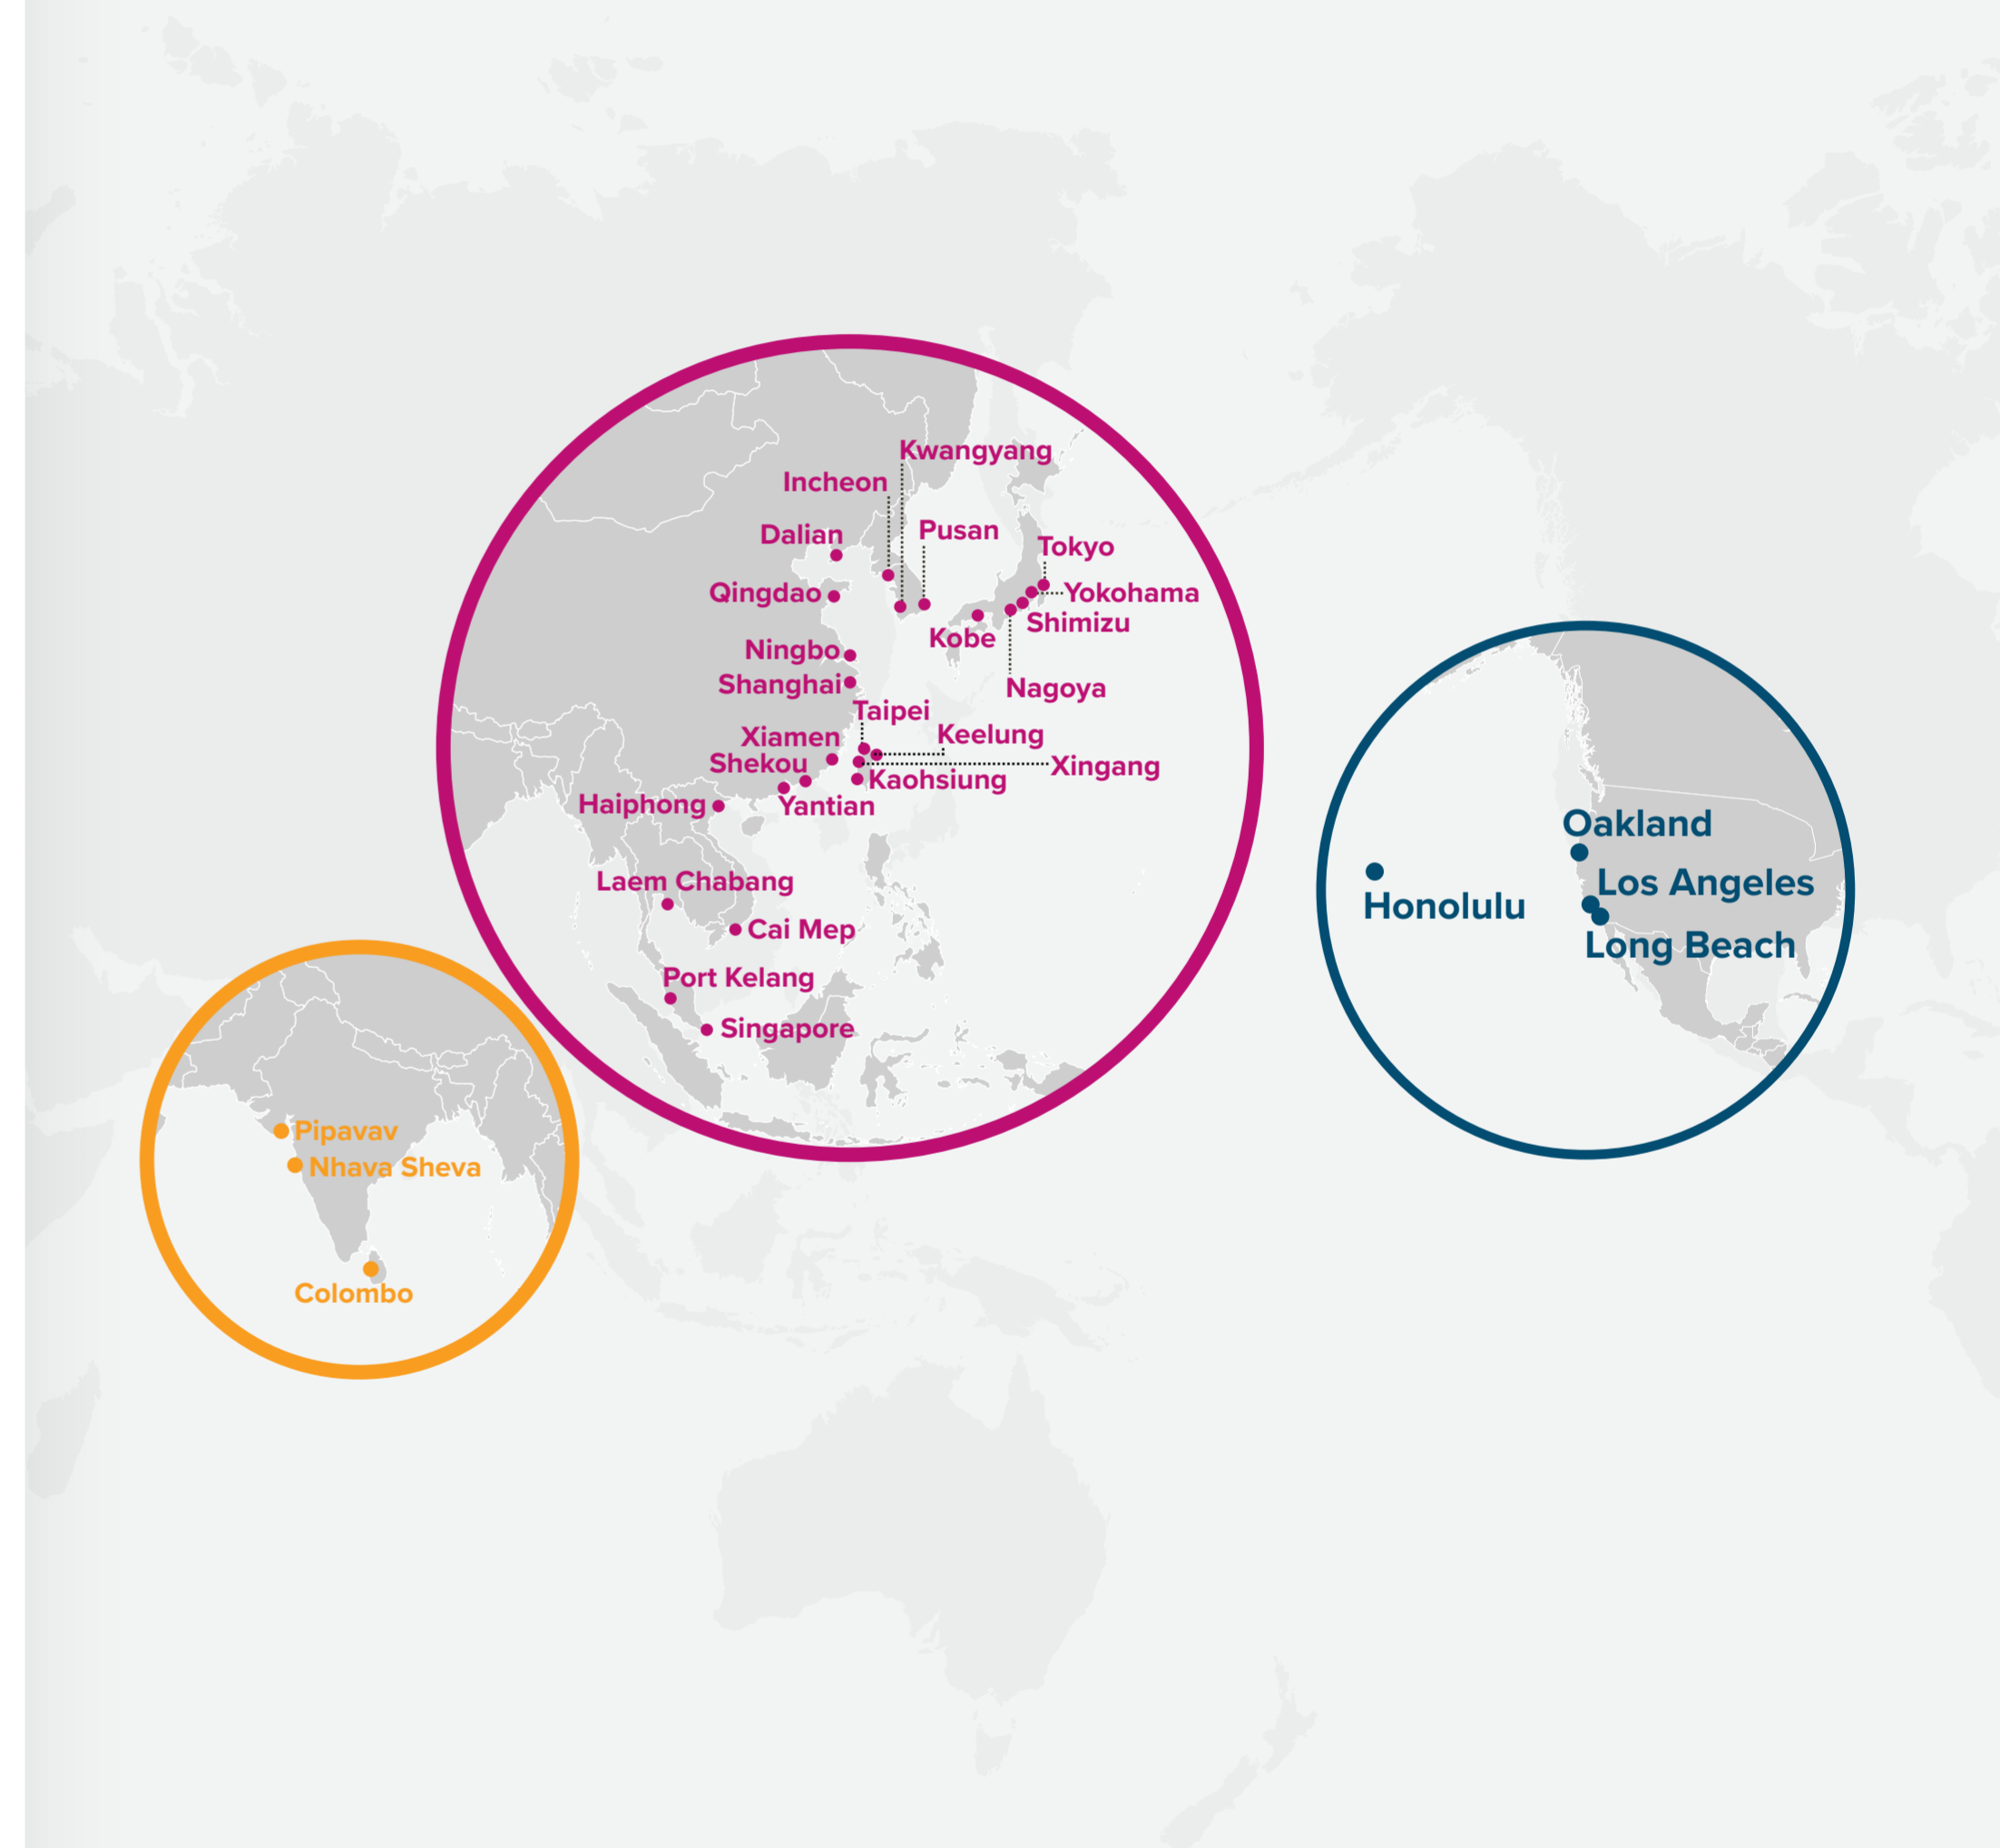 Kwangyang
Incheon
Pusan
Dalian
Tokyo
Qingdao
Yokohama
Shimizu
Kobe
Ningbo
Shanghai
Nagoya
Taipei
Xiamen
Keelung
Shekou
Xingang
Kaohsiung
Haiphong
Yantian
Laem Chabang
Cai Mep
Port Kelang
Singapore
Oakland
Los Angeles
Honolulu
Long Beach
Pipavav
Nhava Sheva
Colombo